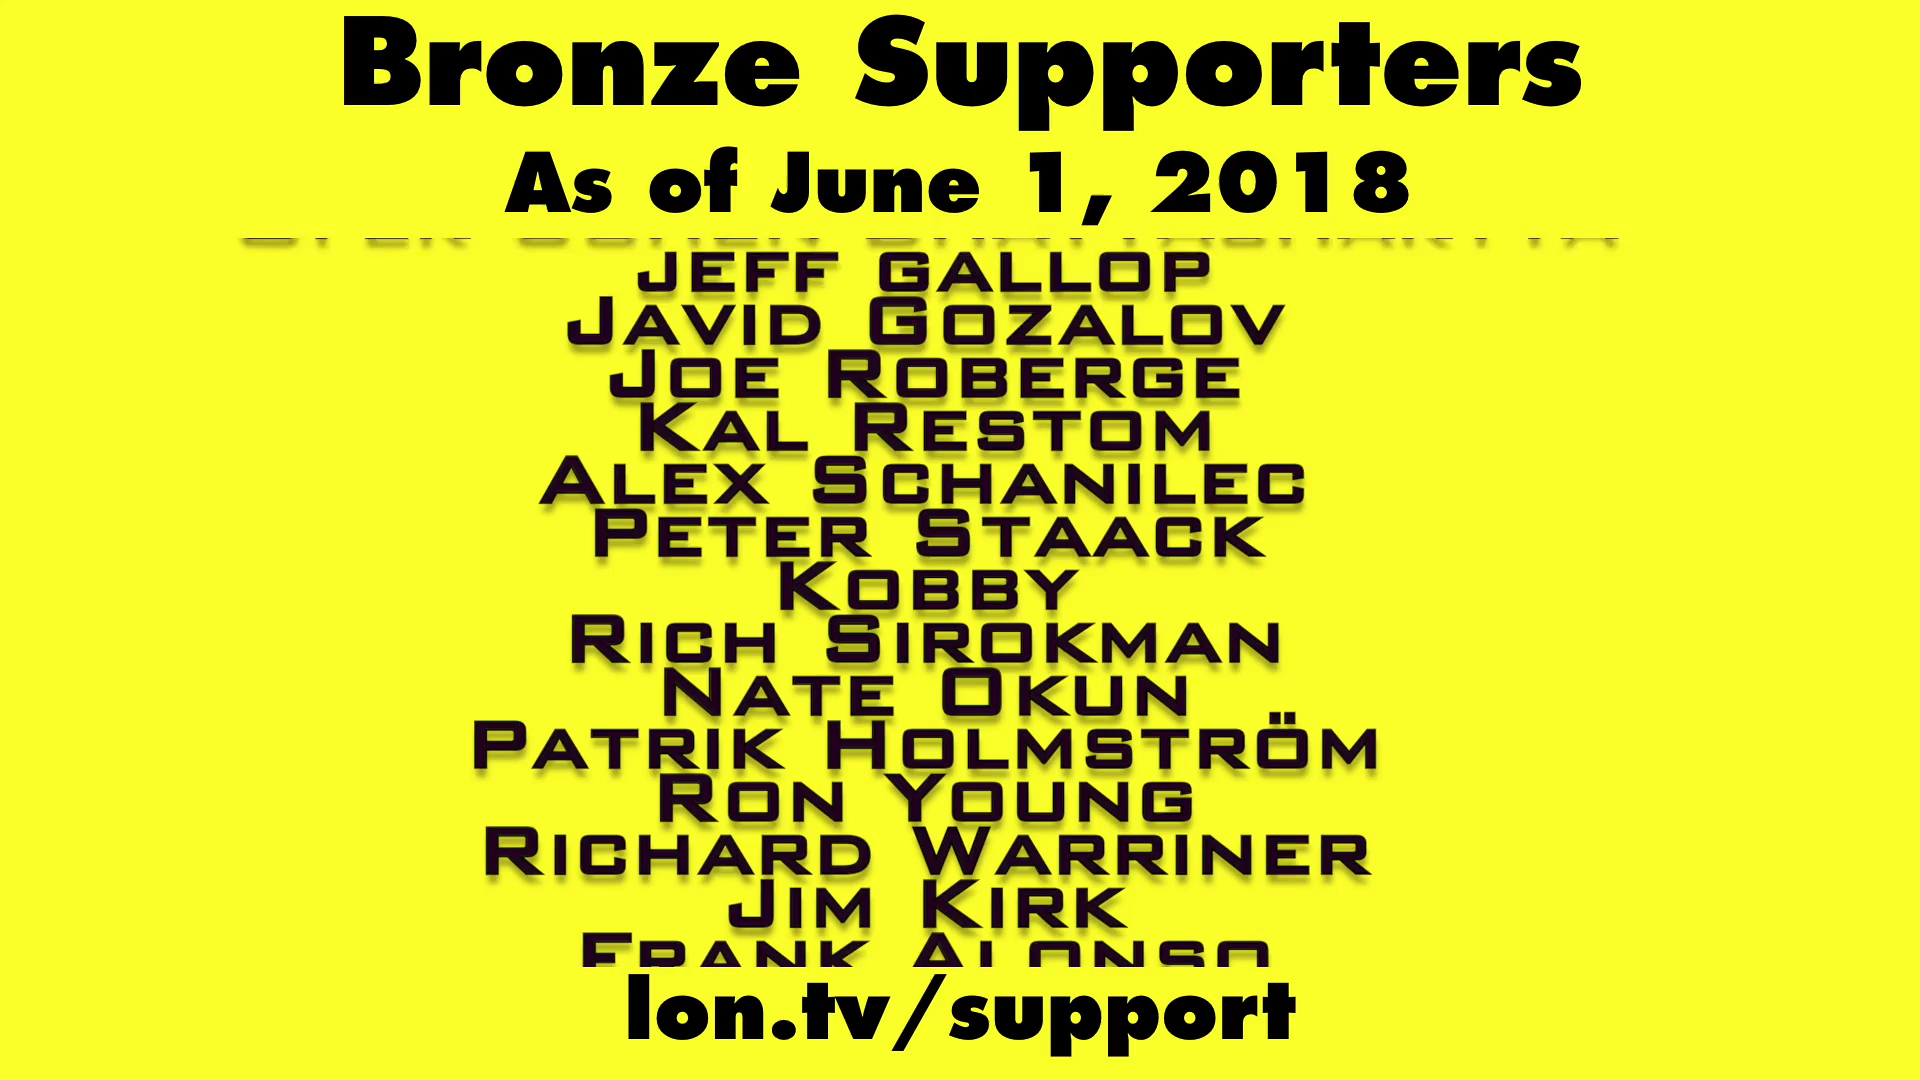 Bronze Supporters
As of June 1, 2018
JEFF GALLOP
JAVID GOZALOV
JOE ROBERGE
KAL RESTOM
ALEX SCHANILEC
PETER STAACK
KOBBY
RICH SIROKMAN
NATE OKUN
PATRIK HOLMSTRÖM
RON YOUNG
RICHARD WARRINER
JIM KIRK
FRANK ALONSO
lon.tv/support